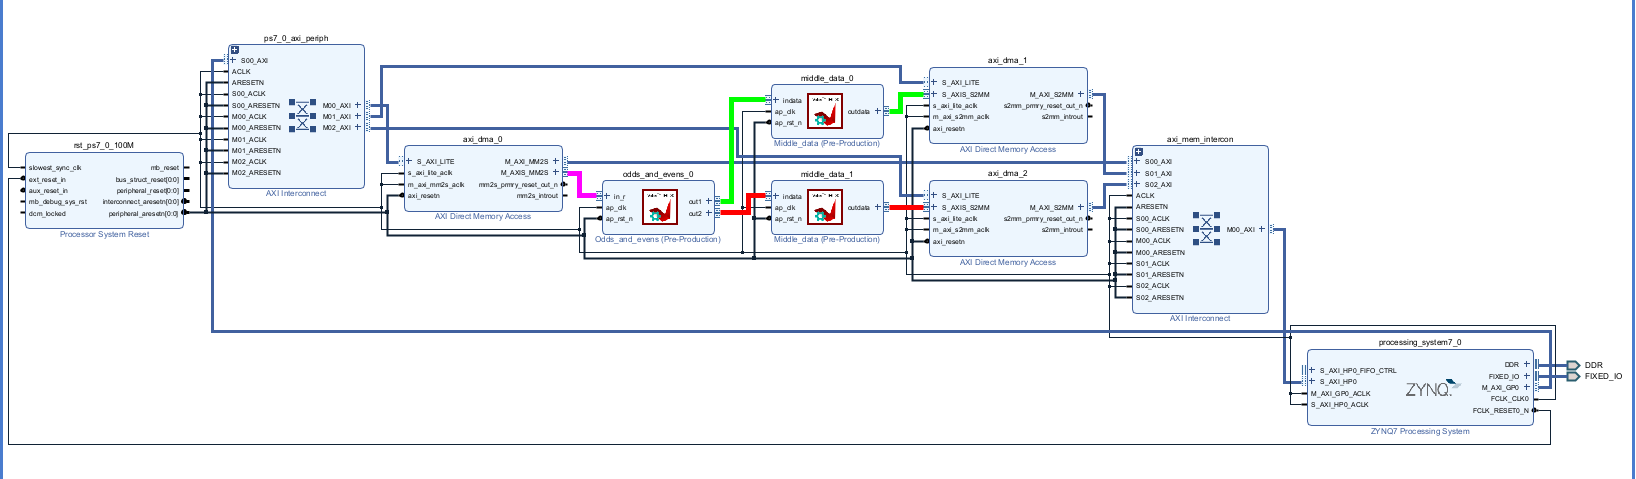 ps7_0_axi_periph
S00_AXI
ACLK
ARESETN
S00_ACLK
S00_ARESETN
M00_ACLK
M00_ARESETN
M01_ACLK
M01_ARESETN
M02_ACLK
M02_ARESETN
M00_AXI
M01_AXI
M02_AXI
AXI Interconnect
rst_ps7_0_100M
slowest_sync_clk
ext_reset_in
aux_reset_in
mb_debug_sys_rst
dcm_locked
mb_reset
bus_struct_reset[0:0]
peripheral_reset[0:0]
interconnect_aresetn[0:0]
peripheral_aresetn[0:0]
Processor System Reset
axi_dma_0
S_AXI_LITE
s_axi_lite_aclk
m_axi_mm2s_aclk
axi_resetn
M_AXI_MM2S
M_AXIS_MM2S
mm2s_prmry_reset_out_n
mm2s_introut
AXI Direct Memory Access
odds_and_evens_0
in_r
ap_clk
ap_rst_n
out1
out2
Odds_and_evens (Pre-Production)
middle_data_0
indata
ap_clk
ap_rst_n
outdata
Middle_data (Pre-Production)
middle_data_1
indata
ap_clk
ap_rst_n
outdata
Middle_data (Pre-Production)
axi_dma_1
S_AXI_LITE
S_AXIS_S2MM
s_axi_lite_aclk
m_axi_s2mm_aclk
axi_resetn
M_AXI_S2MM
s2mm_prmry_reset_out_n
s2mm_introut
AXI Direct Memory Access
axi_dma_2
S_AXI_LITE
S_AXIS_S2MM
s_axi_lite_aclk
m_axi_s2mm_aclk
axi_resetn
M_AXI_S2MM
s2mm_prmry_reset_out_n
s2mm_introut
AXI Direct Memory Access
axi_mem_intercon
S00_AXI
S01_AXI
S02_AXI
ACLK
ARESETN
S00_ACLK
S00_ARESETN
M00_ACLK
M00_ARESETN
S01_ACLK
S01_ARESETN
S02_ACLK
S02_ARESETN
M00_AXI
AXI Interconnect
processing_system7_0
S_AXI_HP0_FIFO_CTRL
S_AXI_HP0
M_AXI_GP0_ACLK
S_AXI_HP0_ACLK
ZYNQ
DDR
FIXED_IO
M_AXI_GP0
FCLK_CLK0
FCLK_RESET0_N
ZYNQ7 Processing System
DDR
FIXED_IO